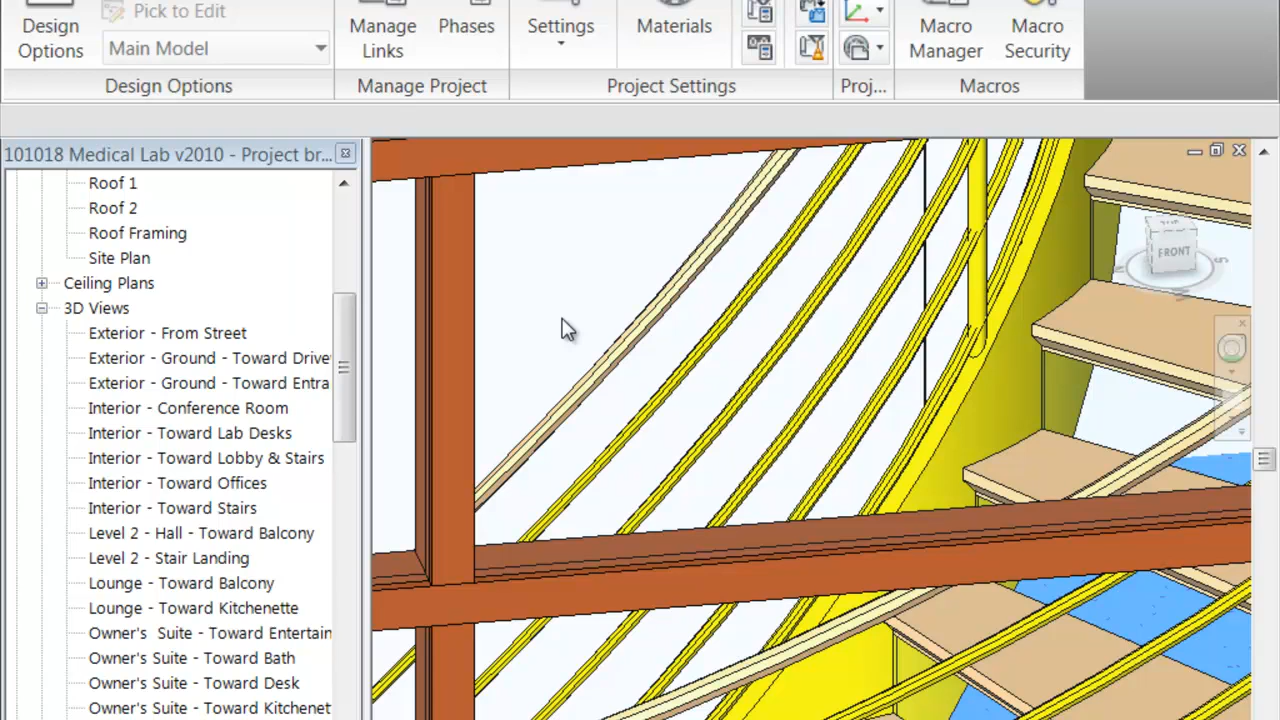 Pick to Edit
Design Options
Main Model
Manage Links
Phases
Settings
Materials
Macro Manager
Macro Security
Design Options
Manage Project
Project Settings
Proj...
Macros
101018 Medical Lab v2010 - Project br...
Roof 1
Roof 2
Roof Framing
Site Plan
Ceiling Plans
3D Views
Exterior - From Street
Exterior - Ground - Toward Drive
Exterior - Ground - Toward Entra
Interior - Conference Room
Interior - Toward Lab Desks
Interior - Toward Lobby & Stairs
Interior - Toward Offices
Interior - Toward Stairs
Level 2 - Hall - Toward Balcony
Level 2 - Stair Landing
Lounge - Toward Balcony
Lounge - Toward Kitchenette
Owner's Suite - Toward Entertain
Owner's Suite - Toward Bath
Owner's Suite - Toward Desk
Owner's Suite - Toward Kitchenet
FRONT